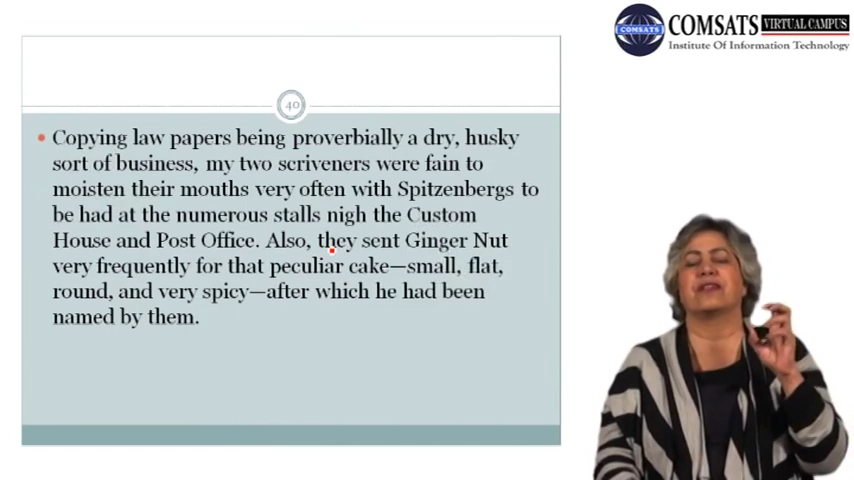 COMSATS VIRTUAL CAMPUS
COMSATS
Institute Of Information Technology
40
Copying law papers being proverbially a dry, husky
sort of business, my two scriveners were fain to
moisten their mouths very often with Spitzenbergs to
be had at the numerous stalls nigh the Custom
House and Post Office. Also, they sent Ginger Nut
very frequently for that peculiar cake—small, flat,
round, and very spicy—after which he had been
named by them.